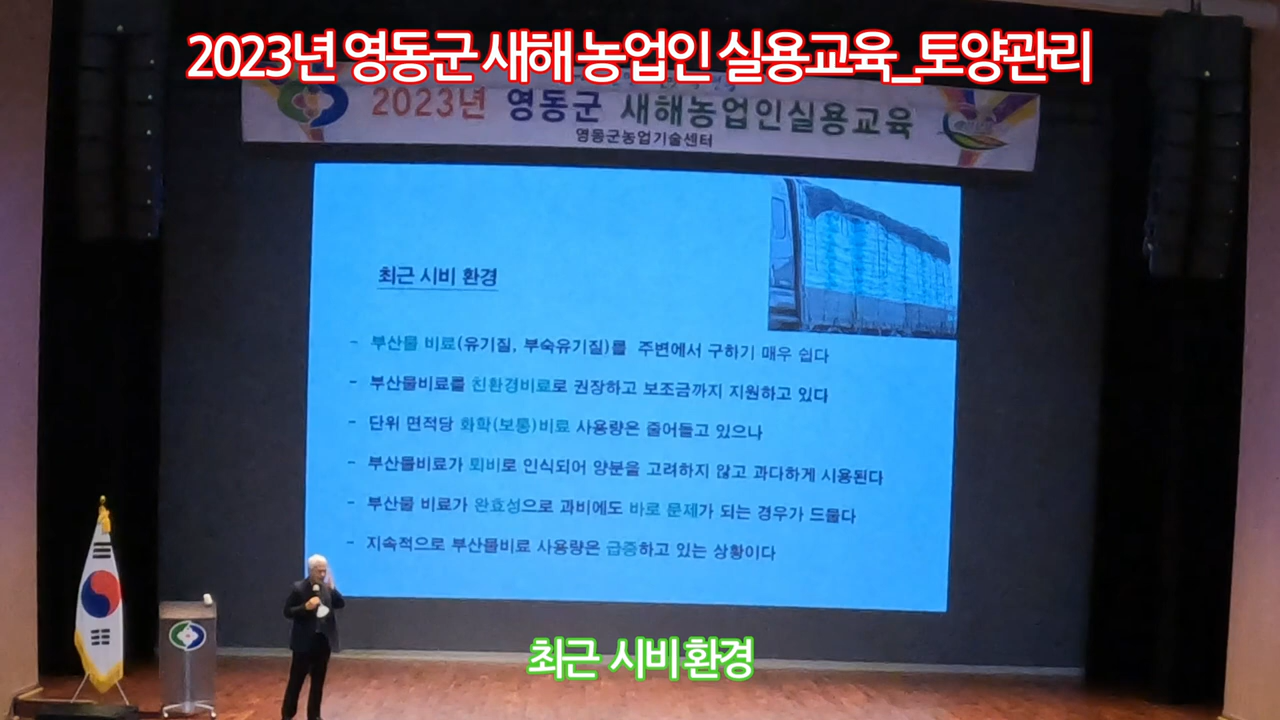 2023년 영동군 새해 농업인 실용교육_토양관리
2023년 영동군 새해농업인실용교육
영동군농업기술센터
최근 시비 환경
- 부산물 비료(유기질, 부숙유기질)를 주변에서 구하기 매우 쉽다
- 부산물비료를 친환경비료로 권장하고 보조금까지 지원하고 있다
- 단위 면적당 화학(보통)비료 사용량은 줄어들고 있으나
- 부산물비료가 퇴비로 인식되어 양분을 고려하지 않고 과다하게 시용된다
- 부산물 비료가 완효성으로 과비에도 바로 문제가 되는 경우가 드물다
- 지속적으로 부산물비료 사용량은 급증하고 있는 상황이다
최근 시비 환경